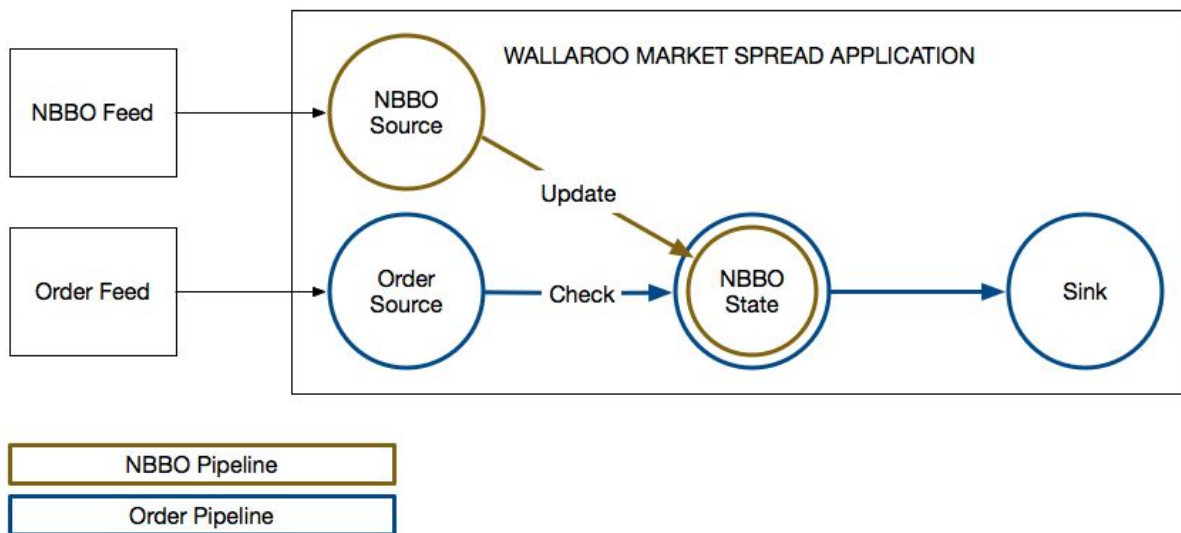 WALLAROO MARKET SPREAD APPLICATION
NBBO Feed
NBBO
Source
Update
Order Feed
Order
Source
Check
NBBO
State
Sink
NBBO Pipeline
Order Pipeline